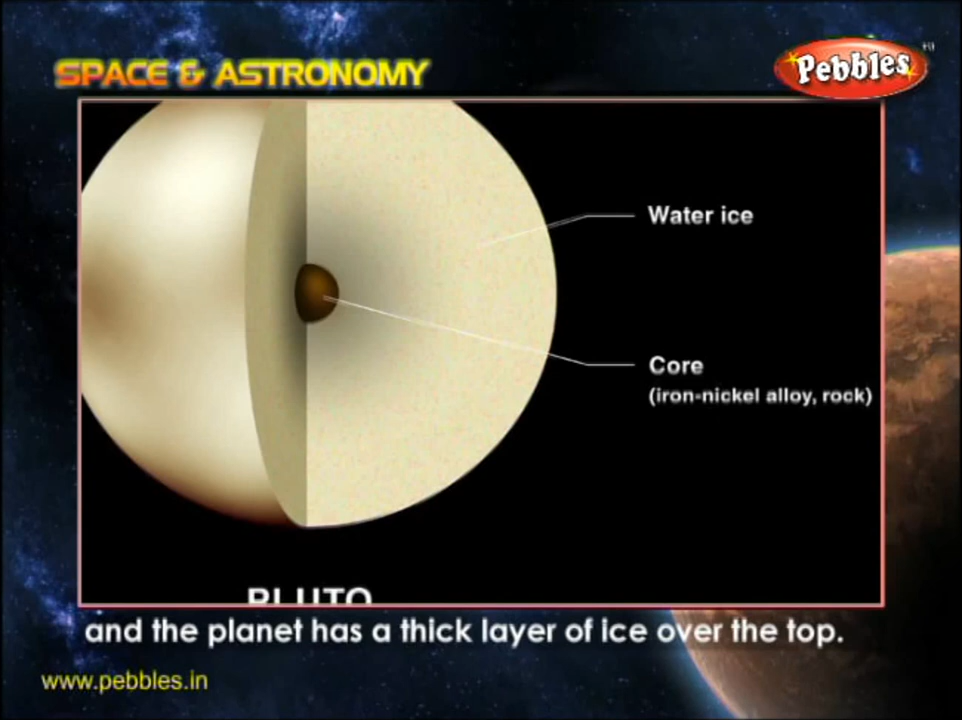 SPACE & ASTRONOMY
Pebbles
Water ice
Core
(iron-nickel alloy, rock)
PLUTO
and the planet has a thick layer of ice over the top.
www.pebbles.in